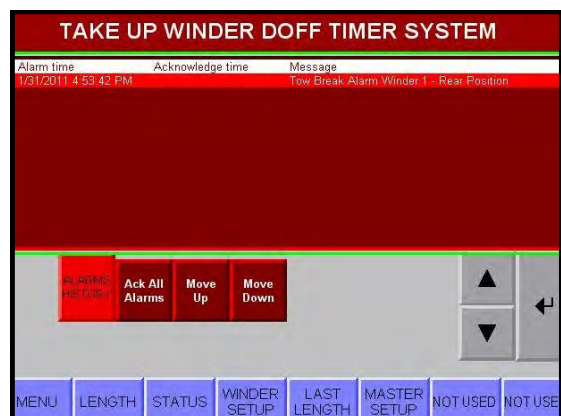 TAKE UP WINDER DOFF TIMER SYSTEM
Alarm time Acknowledge time Message
1/31/2011 4:53:42 PM Tow Break Alarm Winder 1 - Rear Position
ALARMS HISTORY
Ack All Alarms
Move Up
Move Down
MENU
LENGTH
STATUS
WINDER SETUP
LAST LENGTH
MASTER SETUP
NOT USED
NOT USE